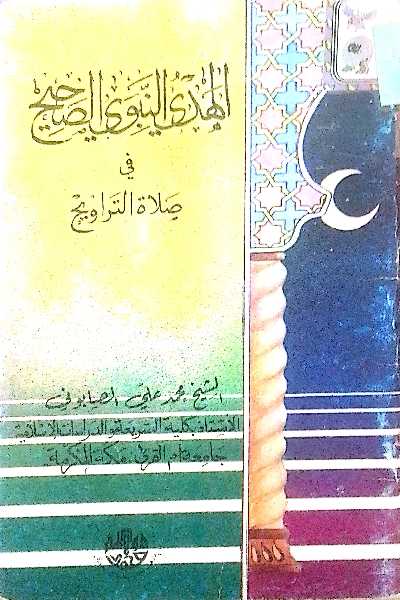 الهدي النبوي الصحيح
في
صلاة التراويح
الشيخ محمد علي الصابوني
الأستاذ بكلية الشريعة والدراسات الإسلامية
جامعة أم القرى - مكة المكرمة